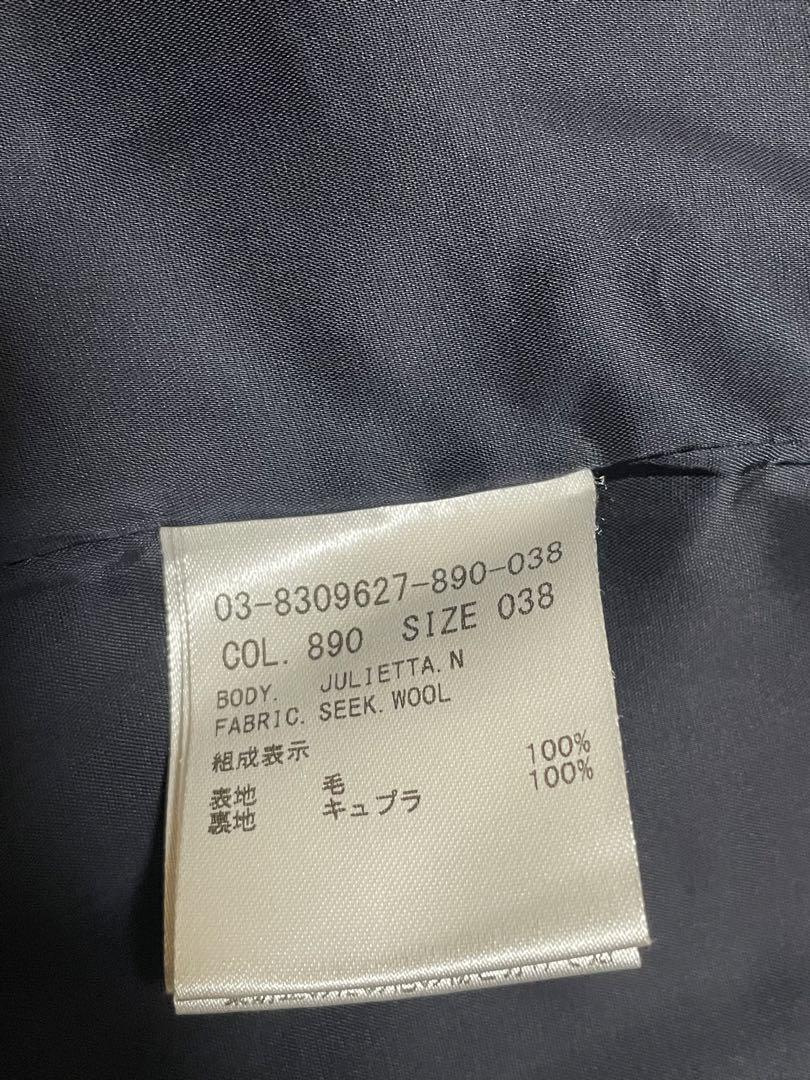 03-8309627-890-038
COL. 890 SIZE 038
BODY. JULIETTA.N
FABRIC. SEEK.WOOL
組成表示
表地 毛 100%
裏地 キュプラ 100%